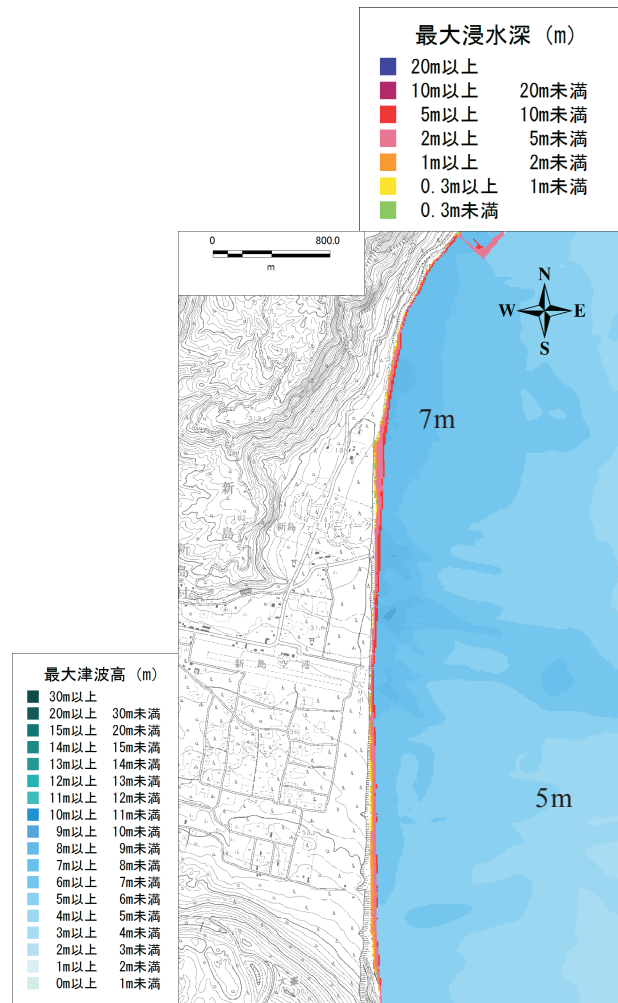 最大浸水深 (m)
20m以上
10m以上 20m未満
5m以上 10m未満
2m以上 5m未満
1m以上 2m未満
0.3m以上 1m未満
0.3m未満
0 800.0
m
N
W E
S
7m
新
島
新島ファミリーパーク
新島空港
5m
最大津波高 (m)
30m以上
20m以上 30m未満
15m以上 20m未満
14m以上 15m未満
13m以上 14m未満
12m以上 13m未満
11m以上 12m未満
10m以上 11m未満
9m以上 10m未満
8m以上 9m未満
7m以上 8m未満
6m以上 7m未満
5m以上 6m未満
4m以上 5m未満
3m以上 4m未満
2m以上 3m未満
1m以上 2m未満
0m以上 1m未満